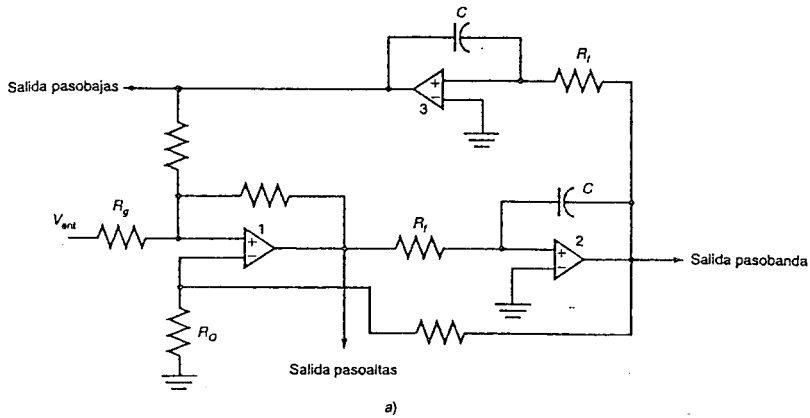 C
R_f
Salida pasobajas
+
−
3
C
R_g
V_ent
+
−
1
R_f
+
−
2
Salida pasobanda
R_Q
Salida pasoaltas
a)